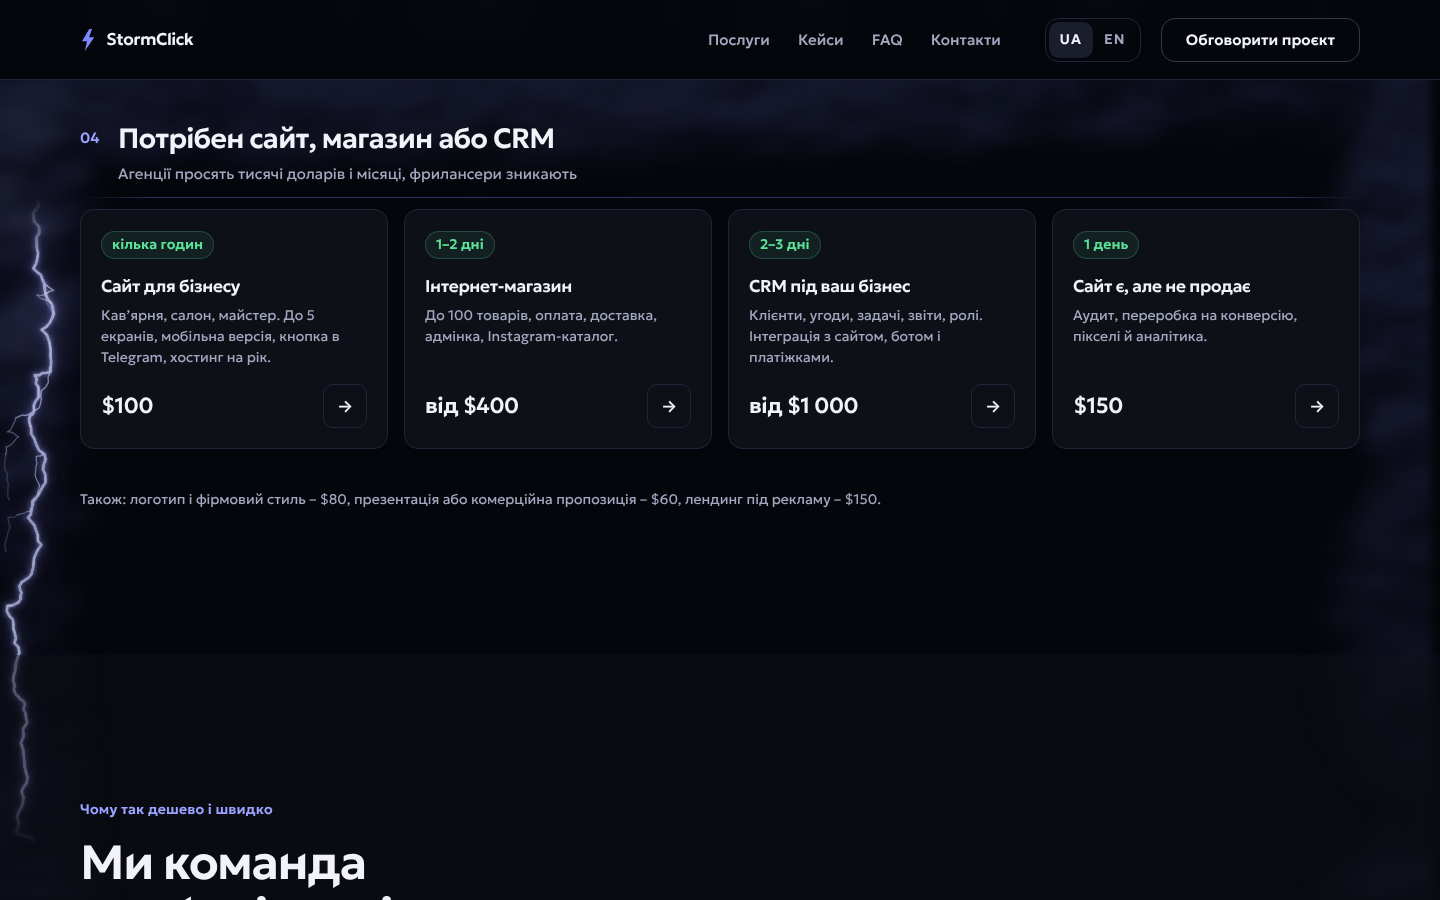 StormClick
Послуги
Кейси
FAQ
Контакти
UA
EN
Обговорити проєкт
04
Потрібен сайт, магазин або CRM
Агенції просять тисячі доларів і місяці, фрилансери зникають
кілька годин
Сайт для бізнесу
Кав’ярня, салон, майстер. До 5
екранів, мобільна версія, кнопка в
Telegram, хостинг на рік.
$100
→
1–2 дні
Інтернет-магазин
До 100 товарів, оплата, доставка,
адмінка, Instagram-каталог.
від $400
→
2–3 дні
CRM під ваш бізнес
Клієнти, угоди, задачі, звіти, ролі.
Інтеграція з сайтом, ботом і
платіжками.
від $1 000
→
1 день
Сайт є, але не продає
Аудит, переробка на конверсію,
пікселі й аналітика.
$150
→
Також: логотип і фірмовий стиль – $80, презентація або комерційна пропозиція – $60, лендинг під рекламу – $150.
Чому так дешево і швидко
Ми команда